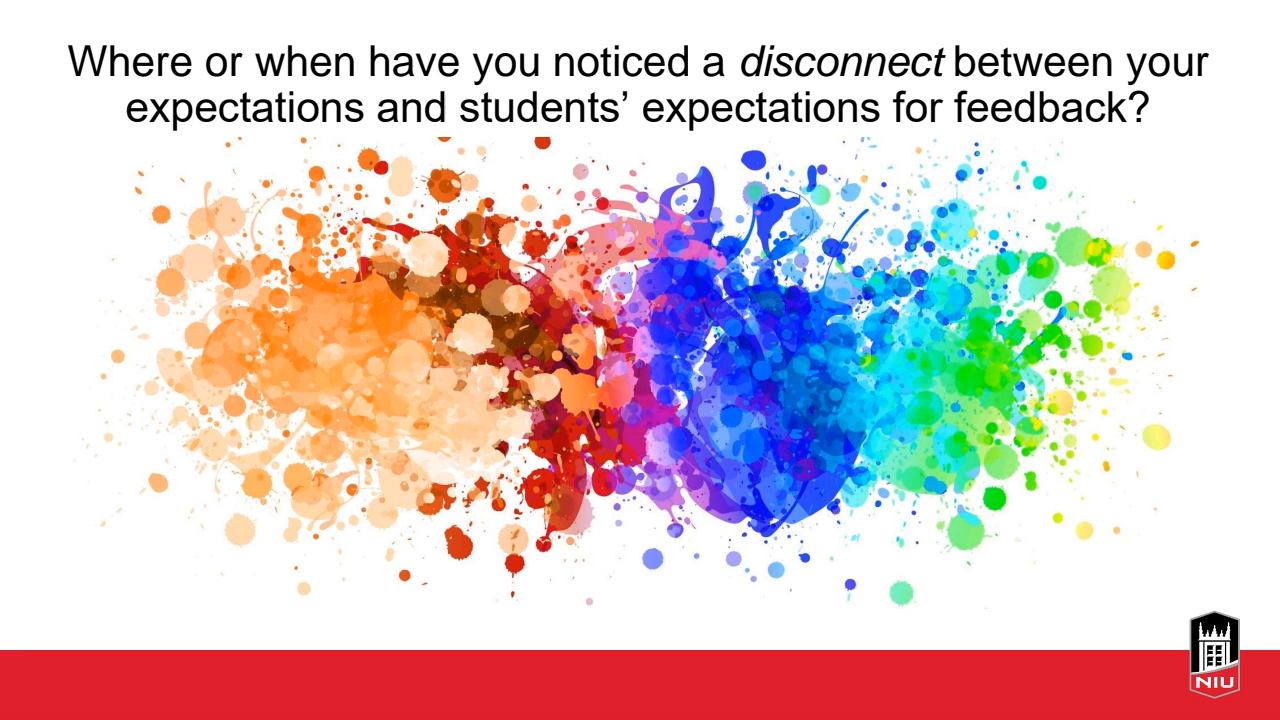 Where or when have you noticed a disconnect between your
expectations and students’ expectations for feedback?
NIU